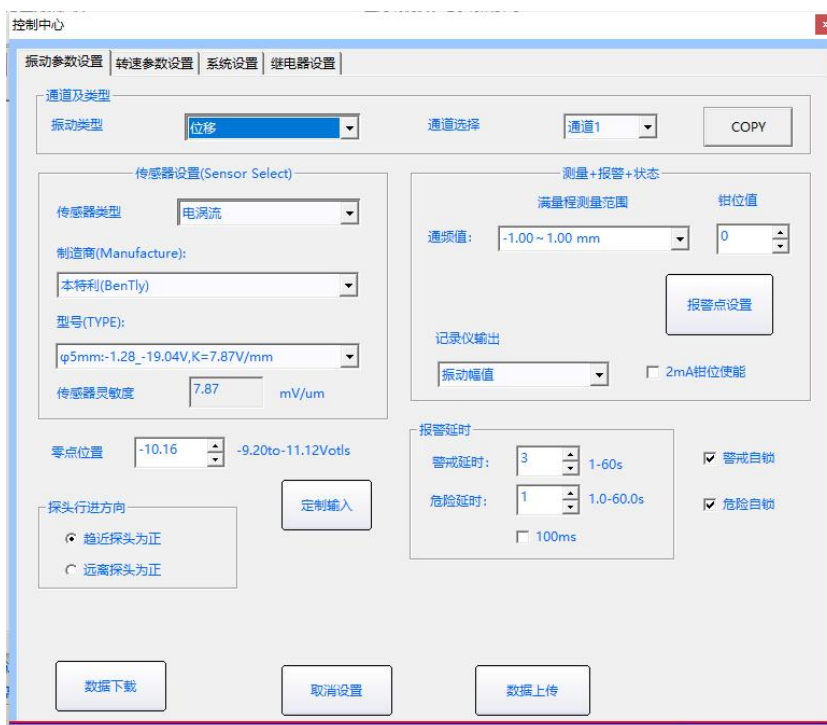 控制中心
振动参数设置 转速参数设置 系统设置 继电器设置
通道及类型
振动类型 位移 通道选择 通道1 COPY
传感器设置(Sensor Select)
传感器类型 电涡流
制造商(Manufacture):
本特利(BenTly)
型号(TYPE):
φ5mm:-1.28_-19.04V,K=7.87V/mm
传感器灵敏度 7.87 mV/um
测量+报警+状态
满量程测量范围 钳位值
通频值: -1.00~1.00 mm 0
报警点设置
记录仪输出
振动幅值 2mA钳位使能
零点位置 -10.16 -9.20to-11.12Votls
定制输入
探头行进方向
趋近探头为正
远离探头为正
报警延时
警戒延时: 3 1-60s 警戒自锁
危险延时: 1 1.0-60.0s 危险自锁
100ms
数据下载 取消设置 数据上传